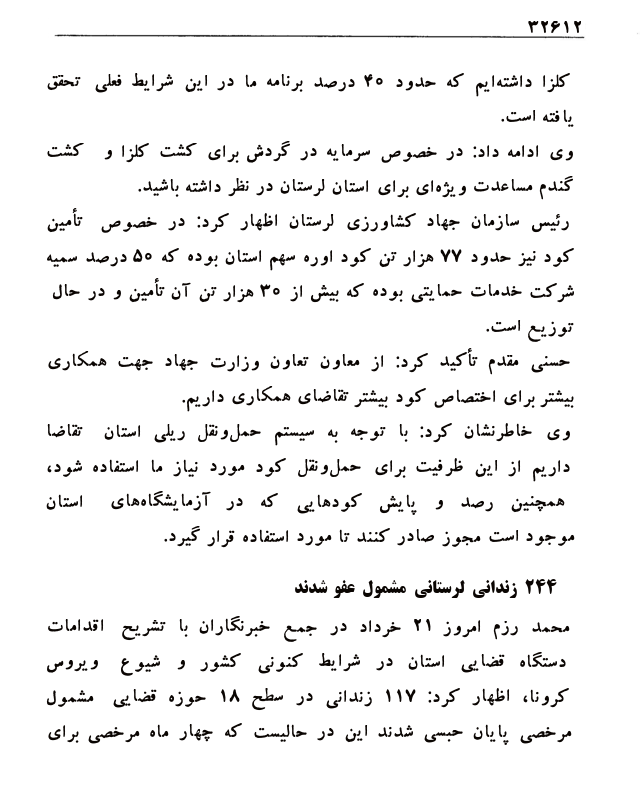 ۳۲۶۱۲
کلزا داشته‌ایم که حدود ۴۰ درصد برنامه ما در این شرایط فعلی تحقق
یافته است.
وی ادامه داد: در خصوص سرمایه در گردش برای کشت کلزا و کشت
گندم مساعدت ویژه‌ای برای استان لرستان در نظر داشته باشید.
رئیس سازمان جهاد کشاورزی لرستان اظهار کرد: در خصوص تأمین
کود نیز حدود ۷۷ هزار تن کود اوره سهم استان بوده که ۵۰ درصد سمیه
شرکت خدمات حمایتی بوده که بیش از ۳۰ هزار تن آن تأمین و در حال
توزیع است.
حسنی مقدم تأکید کرد: از معاون تعاون وزارت جهاد جهت همکاری
بیشتر برای اختصاص کود بیشتر تقاضای همکاری داریم.
وی خاطرنشان کرد: با توجه به سیستم حمل‌ونقل ریلی استان تقاضا
داریم از این ظرفیت برای حمل‌ونقل کود مورد نیاز ما استفاده شود،
همچنین رصد و پایش کودهایی که در آزمایشگاه‌های استان
موجود است مجوز صادر کنند تا مورد استفاده قرار گیرد.
۲۴۴ زندانی لرستانی مشمول عفو شدند
محمد رزم امروز ۲۱ خرداد در جمع خبرنگاران با تشریح اقدامات
دستگاه قضایی استان در شرایط کنونی کشور و شیوع ویروس
کرونا، اظهار کرد: ۱۱۷ زندانی در سطح ۱۸ حوزه قضایی مشمول
مرخصی پایان حبسی شدند این در حالیست که چهار ماه مرخصی برای